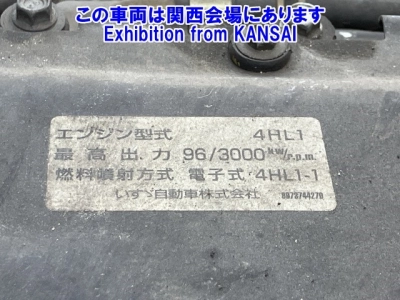 この車両は関西会場にあります
Exhibition from KANSAI
エンジン型式 4HL1
最高出力 96/3000kw/r.p.m.
燃料噴射方式 電子式 4HL1-1
いすゞ自動車株式会社 8973744270